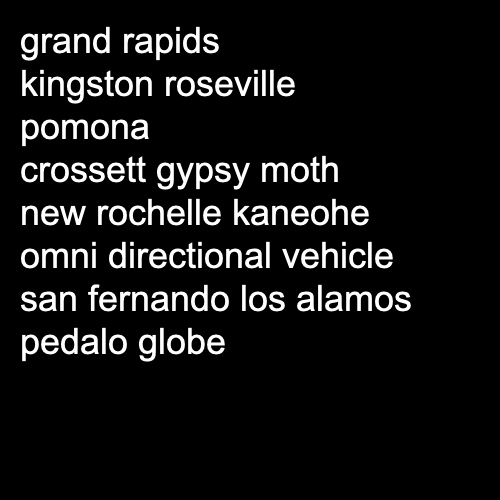 grand rapids
kingston roseville
pomona
crossett gypsy moth
new rochelle kaneohe
omni directional vehicle
san fernando los alamos
pedalo globe